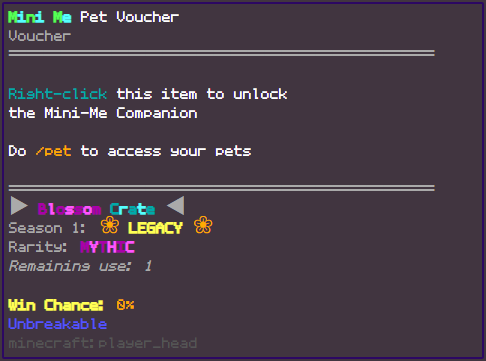 Mini Me Pet Voucher
Voucher
Right-click this item to unlock
the Mini-Me Companion
Do /pet to access your pets
▶ Blossom Crate ◀
Season 1: ❀ LEGACY ❀
Rarity: MYTHIC
Remaining use: 1
Win Chance: 0%
Unbreakable
minecraft:player_head